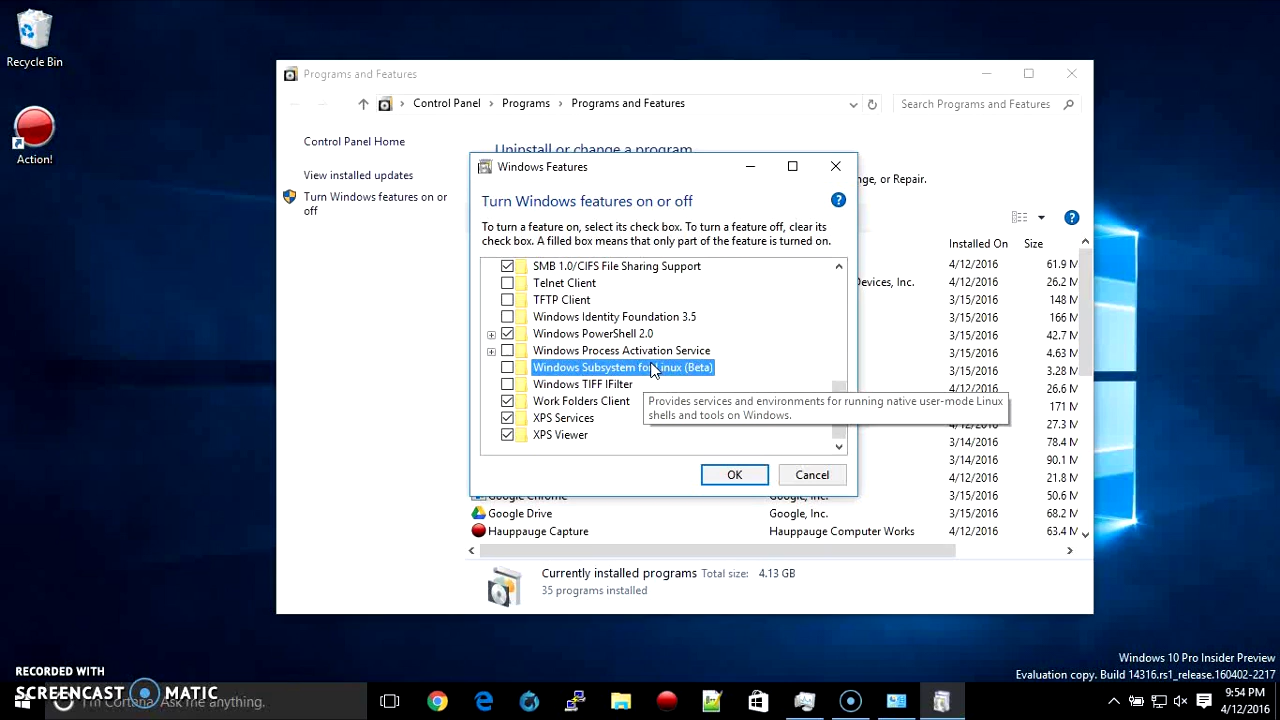 Recycle Bin
Action!
Programs and Features
Control Panel > Programs > Programs and Features
Search Programs and Features
Control Panel Home
View installed updates
Turn Windows features on or
off
Uninstall or change a program
nge, or Repair.
Installed On Size
4/12/2016 61.9 M
Devices, Inc. 4/12/2016 26.2 M
3/15/2016 148 M
3/15/2016 166 M
3/15/2016 42.7 M
3/15/2016 4.63 M
3/15/2016 3.28 M
4/12/2016 26.6 M
171 M
27.3 M
3/14/2016 78.4 M
3/14/2016 90.1 M
4/12/2016 21.8 M
Google Chrome Google, Inc. 3/15/2016 50.6 M
Google Drive Google, Inc. 3/15/2016 68.2 M
Hauppauge Capture Hauppauge Computer Works 4/12/2016 63.4 M
Currently installed programs Total size: 4.13 GB
35 programs installed
Windows Features
Turn Windows features on or off
To turn a feature on, select its check box. To turn a feature off, clear its
check box. A filled box means that only part of the feature is turned on.
SMB 1.0/CIFS File Sharing Support
Telnet Client
TFTP Client
Windows Identity Foundation 3.5
Windows PowerShell 2.0
Windows Process Activation Service
Windows Subsystem for Linux (Beta)
Windows TIFF IFilter
Work Folders Client
XPS Services
XPS Viewer
Provides services and environments for running native user-mode Linux
shells and tools on Windows.
OK Cancel
Windows 10 Pro Insider Preview
Evaluation copy. Build 14316.rs1_release.160402-2217
RECORDED WITH
SCREENCAST MATIC
I'm Cortana. Ask me anything.
9:54 PM
4/12/2016